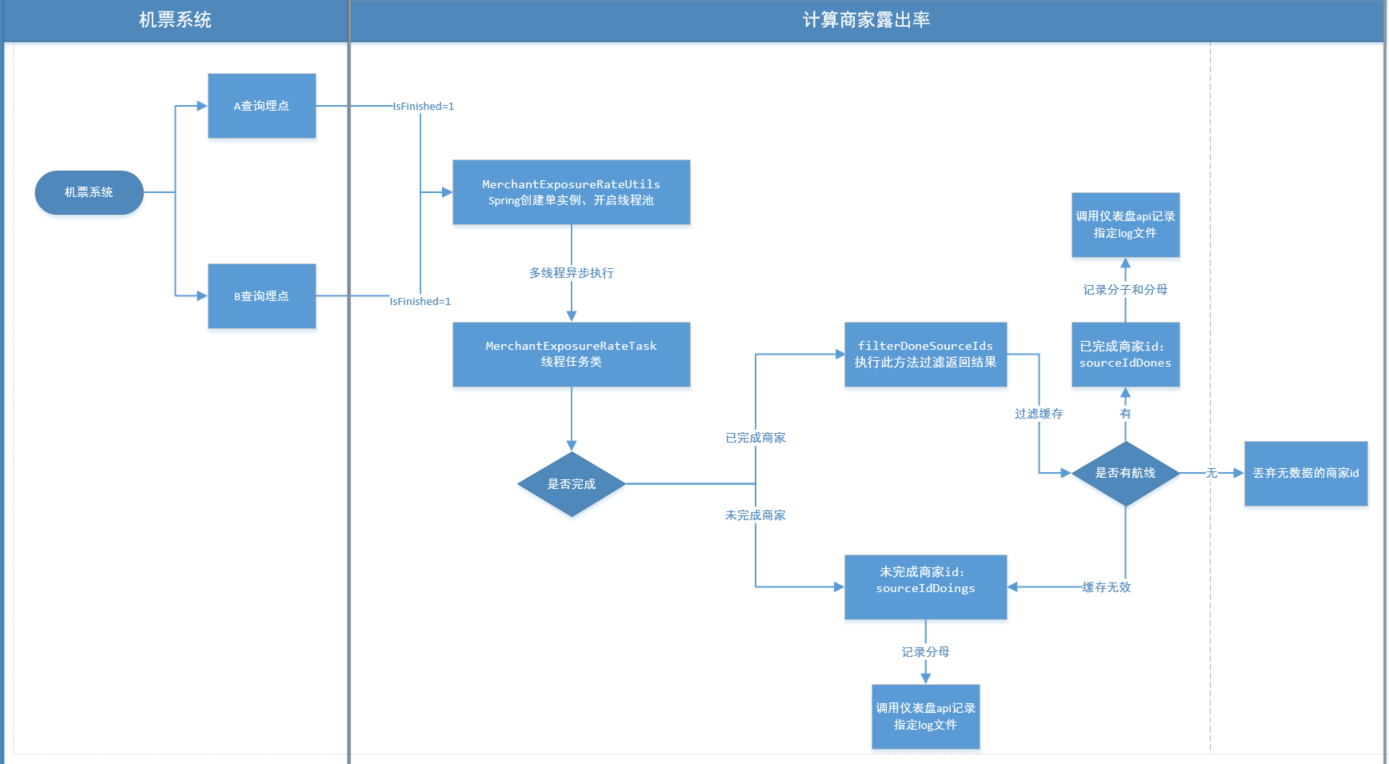 机票系统
计算商家露出率
A查询埋点
IsFinished=1
机票系统
MerchantExposureRateUtils
Spring创建单实例、开启线程池
B查询埋点
IsFinished=1
多线程异步执行
MerchantExposureRateTask
线程任务类
是否完成
已完成商家
未完成商家
filterDoneSourceIds
执行此方法过滤返回结果
过滤缓存
调用仪表盘api记录
指定log文件
记录分子和分母
已完成商家id：
sourceIdDones
有
是否有航线
无
丢弃无数据的商家id
缓存无效
未完成商家id：
sourceIdDoings
记录分母
调用仪表盘api记录
指定log文件